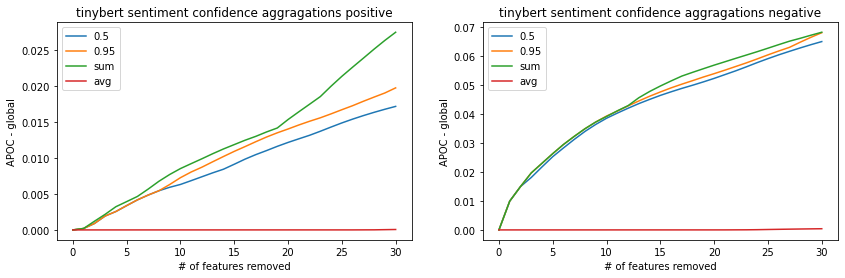 tinybert sentiment confidence aggragations positive
0.5
0.95
sum
avg
APOC - global
0.025
0.020
0.015
0.010
0.005
0.000
0 5 10 15 20 25 30
# of features removed
tinybert sentiment confidence aggragations negative
0.5
0.95
sum
avg
APOC - global
0.07
0.06
0.05
0.04
0.03
0.02
0.01
0.00
0 5 10 15 20 25 30
# of features removed